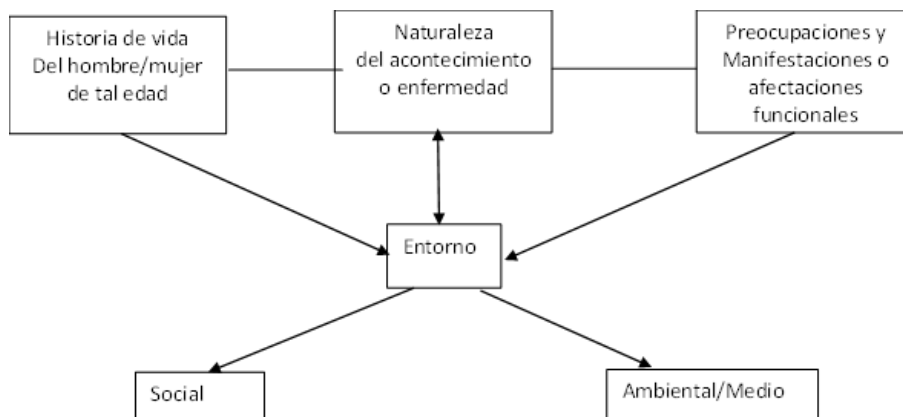 Historia de vida
Del hombre/mujer
de tal edad
Naturaleza
del acontecimiento
o enfermedad
Preocupaciones y
Manifestaciones o
afectaciones
funcionales
Entorno
Social
Ambiental/Medio